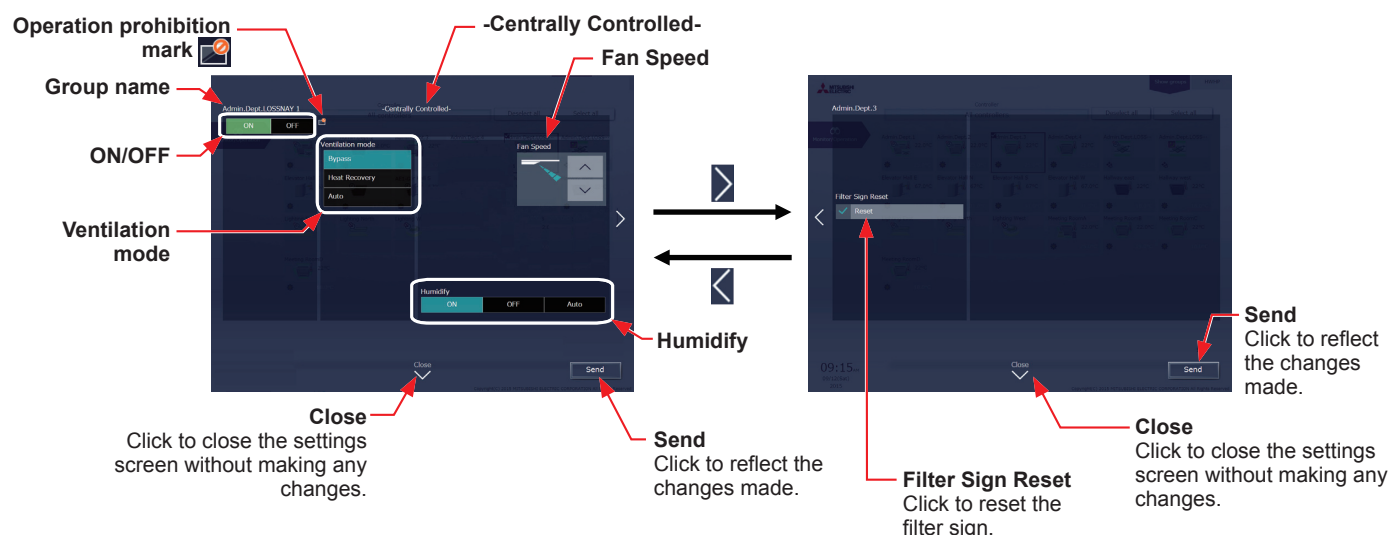 Operation prohibition
mark
-Centrally Controlled-
Fan Speed
Group name
ON/OFF
Ventilation
mode
Admin.Dept.LOSSNAY 1
-Centrally Controlled-
ON OFF
Ventilation mode
Bypass
Heat Recovery
Auto
Fan Speed
Humidify
ON OFF Auto
Humidify
Close
Send
Close
Click to close the settings
screen without making any
changes.
Send
Click to reflect the
changes made.
MITSUBISHI
ELECTRIC
Admin.Dept.3
Filter Sign Reset
Reset
09:15
Close
Send
Send
Click to reflect
the changes
made.
Close
Click to close the settings
screen without making any
changes.
Filter Sign Reset
Click to reset the
filter sign.